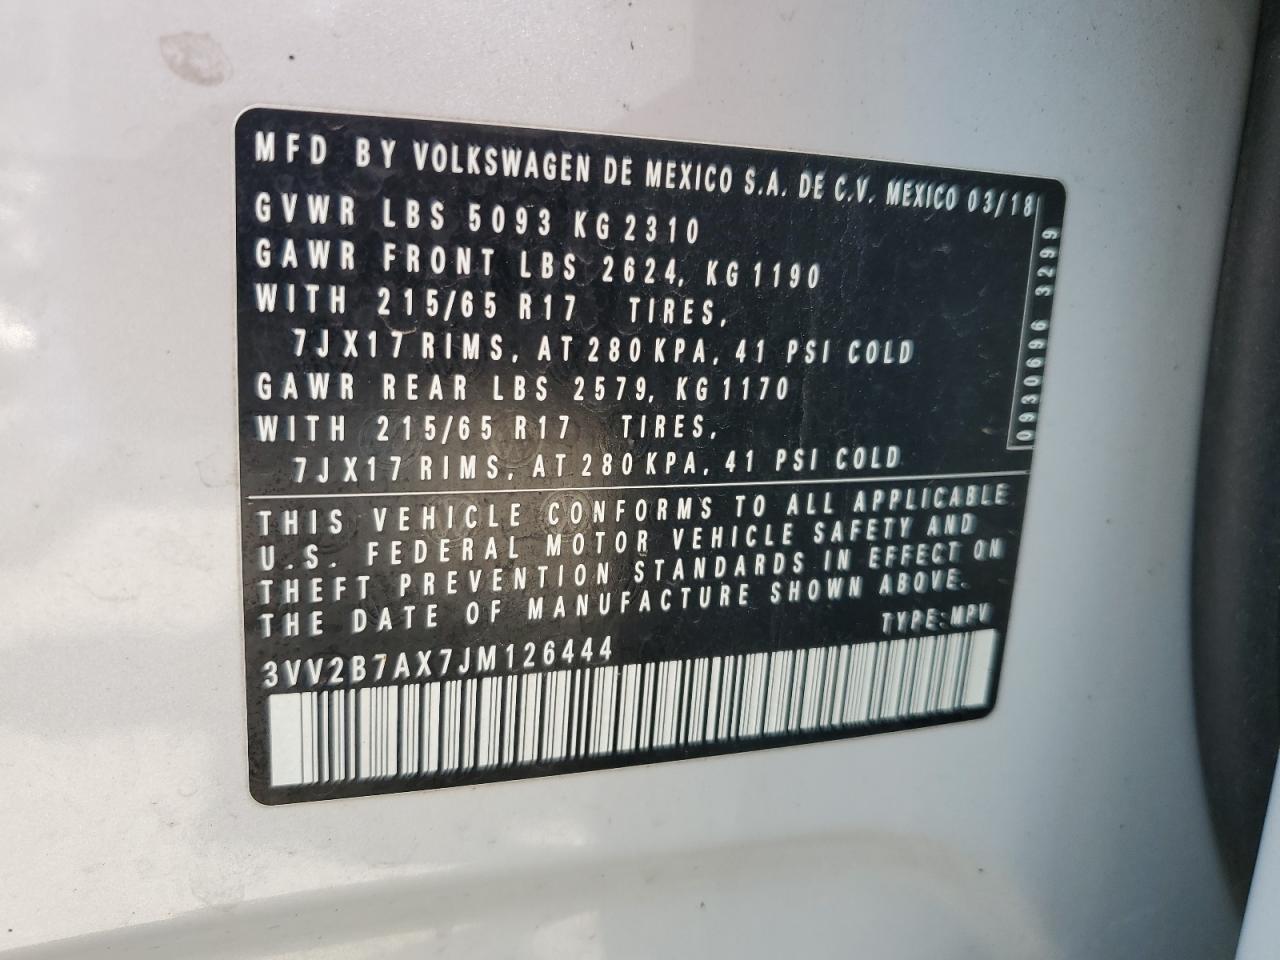 MFD BY VOLKSWAGEN DE MEXICO S.A. DE C.V. MEXICO 03/18
GVWR LBS 5093 KG 2310
GAWR FRONT LBS 2624, KG 1190
WITH 215/65 R17 TIRES,
7J X17 RIMS, AT 280 KPA, 41 PSI COLD
GAWR REAR LBS 2579, KG 1170
WITH 215/65 R17 TIRES,
7J X17 RIMS, AT 280 KPA, 41 PSI COLD
0930696 3299
THIS VEHICLE CONFORMS TO ALL APPLICABLE
U.S. FEDERAL MOTOR VEHICLE SAFETY AND
THEFT PREVENTION STANDARDS IN EFFECT ON
THE DATE OF MANUFACTURE SHOWN ABOVE.
TYPE: MPV
3VV2B7AX7JM126444